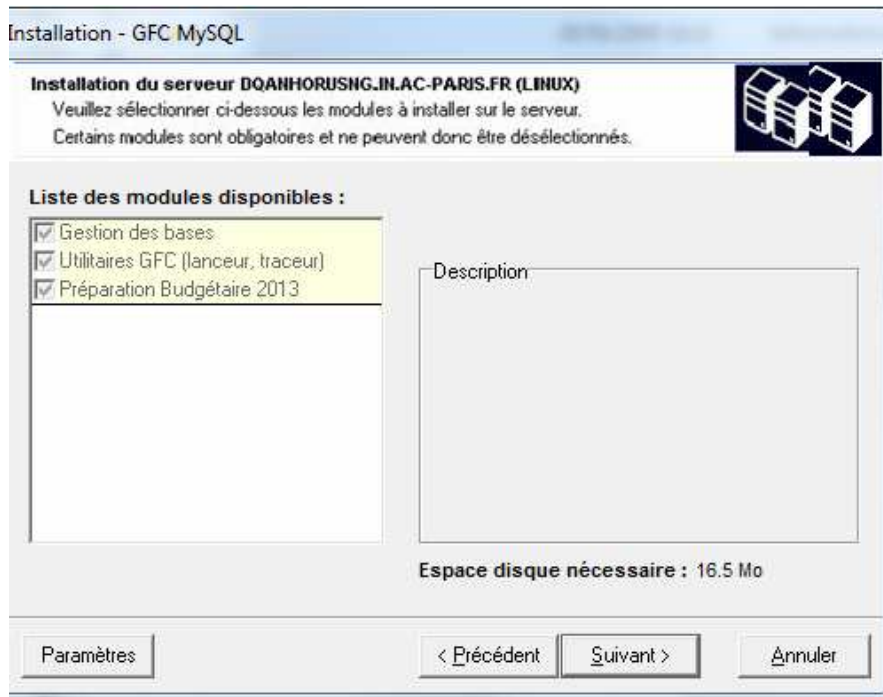 Installation - GFC MySQL
Installation du serveur DQANHORUSNG.IN.AC-PARIS.FR (LINUX)
Veuillez sélectionner ci-dessous les modules à installer sur le serveur.
Certains modules sont obligatoires et ne peuvent donc être désélectionnés.
Liste des modules disponibles :
Gestion des bases
Utilitaires GFC (lanceur, traceur)
Préparation Budgétaire 2013
Description
Espace disque nécessaire : 16.5 Mo
Paramètres
< Précédent
Suivant >
Annuler